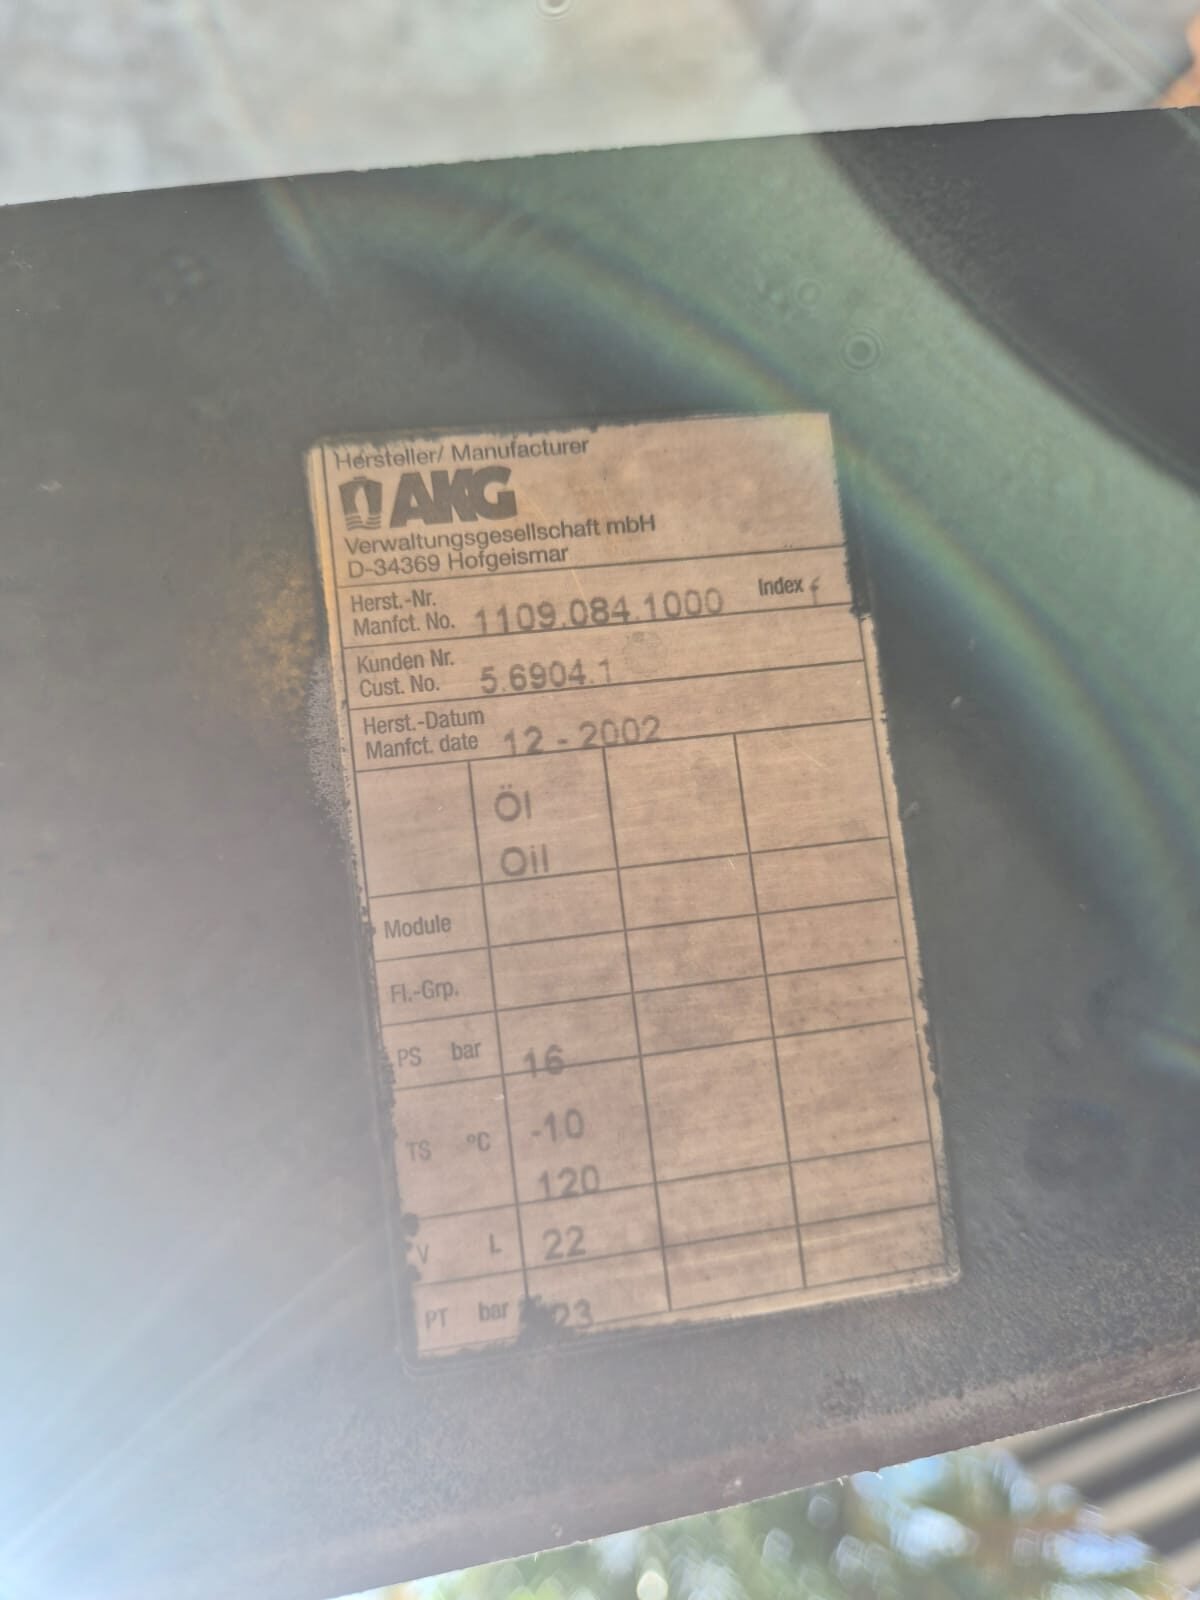 Hersteller/ Manufacturer
AKG
Verwaltungsgesellschaft mbH
D-34369 Hofgeismar
Herst.-Nr.
Manfct. No. 1109.084.1000 Index f
Kunden Nr.
Cust. No. 5.6904.1
Herst.-Datum
Manfct. date 12 - 2002
Öl
Oil
Module
Fl.-Grp.
PS bar 16
TS °C -10
120
V L 22
PT bar 23